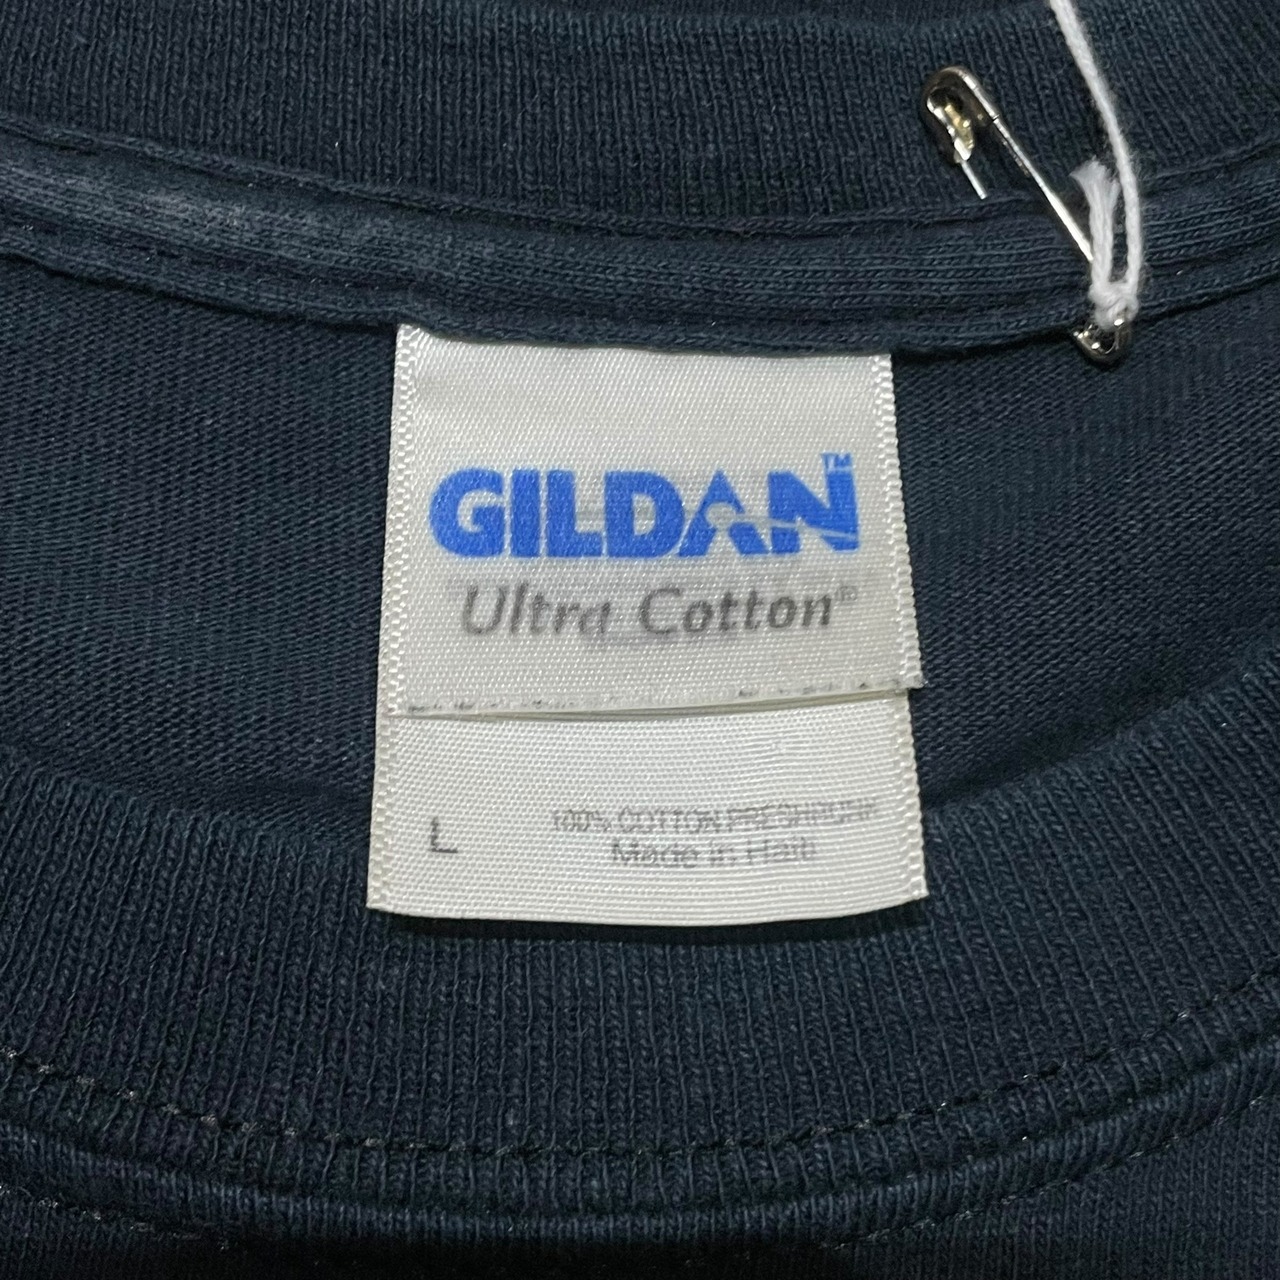 GILDAN™
Ultra Cotton®
L
100% COTTON PRESHRUNK
Made in Haiti